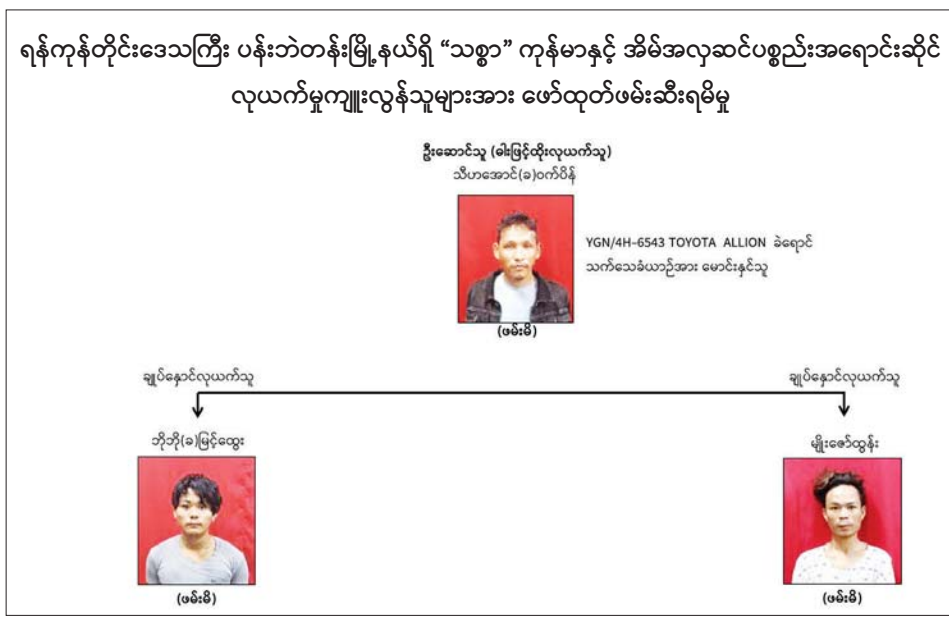 ရန်ကုန်တိုင်းဒေသကြီး ပန်းဘဲတန်းမြို့နယ်ရှိ “သစ္စာ” ကုန်မာနှင့် အိမ်အလှဆင်ပစ္စည်းအရောင်းဆိုင်
လုယက်မှုကျူးလွန်သူများအား ဖော်ထုတ်ဖမ်းဆီးရမိမှု
ဦးဆောင်သူ (ဓါးဖြင့်ထိုးလုယက်သူ)
သီဟအောင်(ခ)ဝက်ပိန်
YGN/4H-6543 TOYOTA ALLION ခဲရောင်
သက်သေခံယာဉ်အား မောင်းနှင်သူ
(ဖမ်းမိ)
ချုပ်နှောင်လုယက်သူ
ချုပ်နှောင်လုယက်သူ
ဘိုဘို(ခ)မြင့်ထွေး
မျိုးဇော်ထွန်း
(ဖမ်းမိ)
(ဖမ်းမိ)